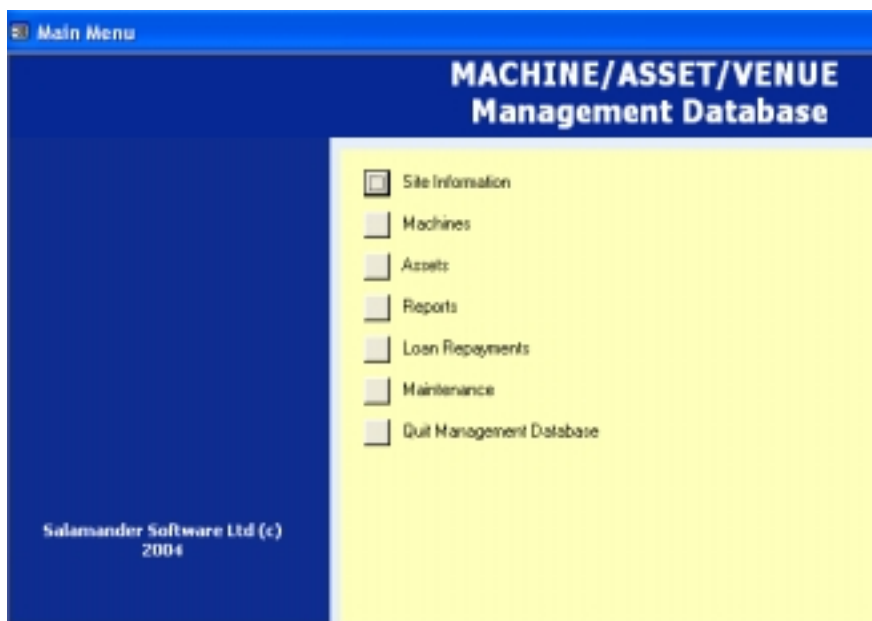 Main Menu
MACHINE/ASSET/VENUE
Management Database
Site Information
Machines
Assets
Reports
Loan Repayments
Maintenance
Quit Management Database
Salamander Software Ltd (c)
2004